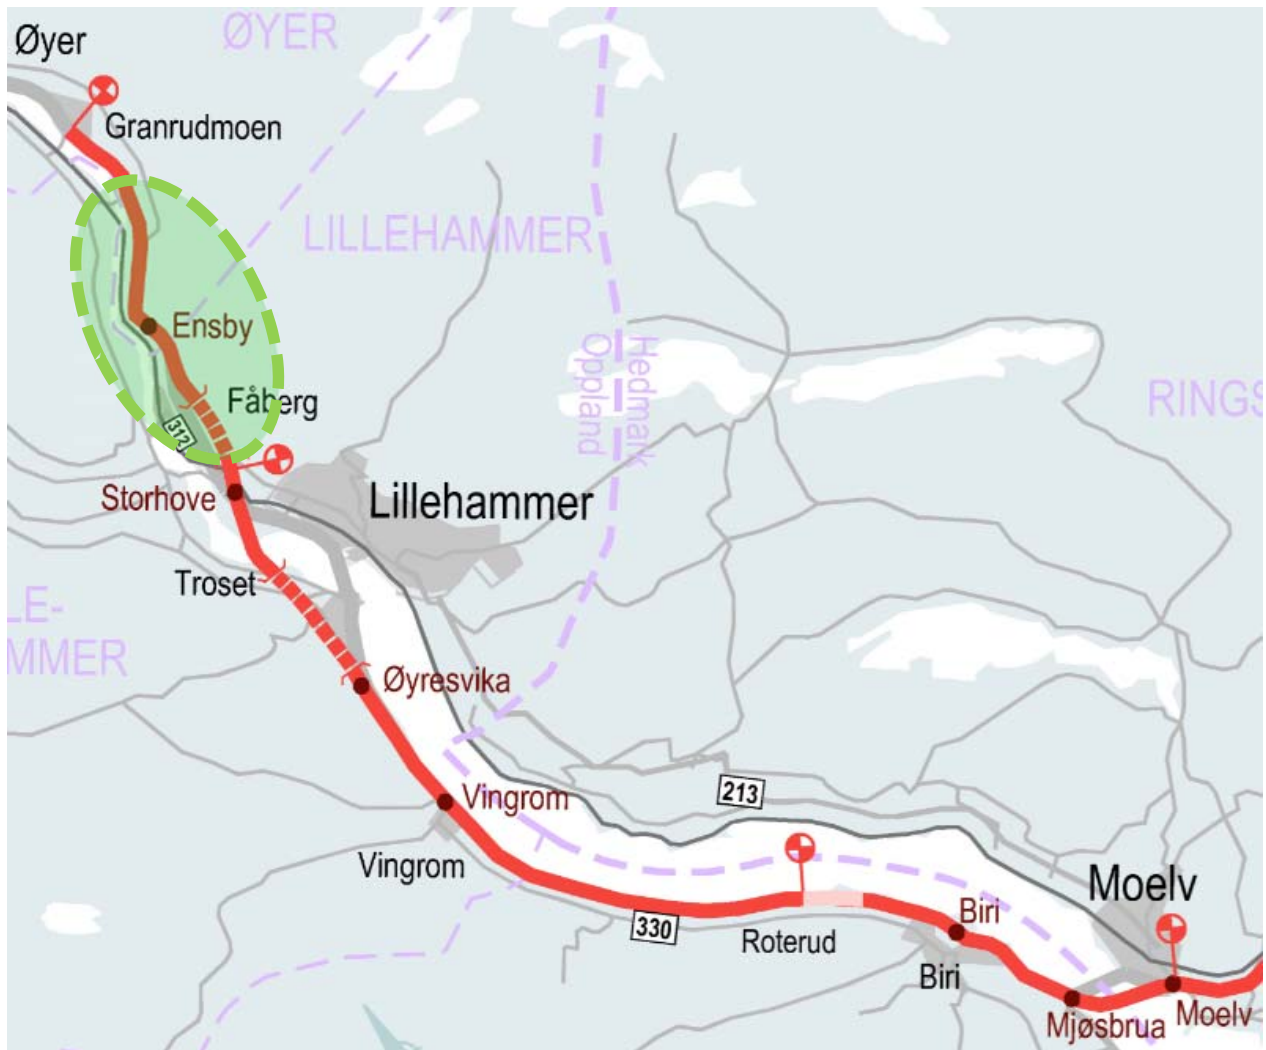 ØYER
Øyer
Granrudmoen
LILLEHAMMER
Ensby
Hedmark
Oppland
Fåberg
RINGS
312
Storhove
Lillehammer
Troset
LE-
MMER
Øyresvika
213
Vingrom
Vingrom
Moelv
330
Roterud
Biri
Biri
Mjøsbrua
Moelv